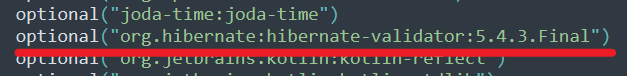 optional("joda-time:joda-time")
optional("org.hibernate:hibernate-validator:5.4.3.Final")
optional("org.jetbrains.kotlin:kotlin-reflect")